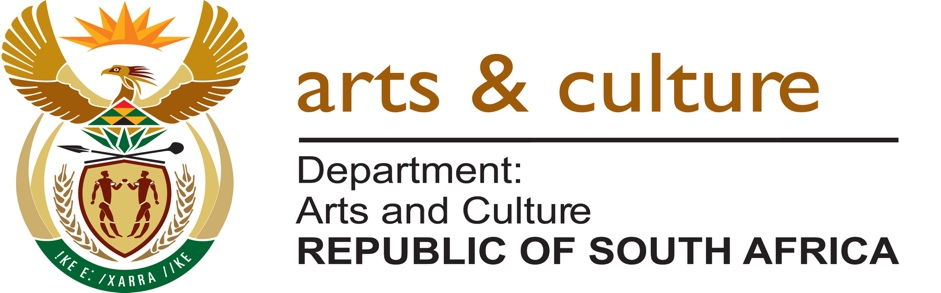 arts & culture
Department:
Arts and Culture
REPUBLIC OF SOUTH AFRICA
!KE E: /XARRA //KE